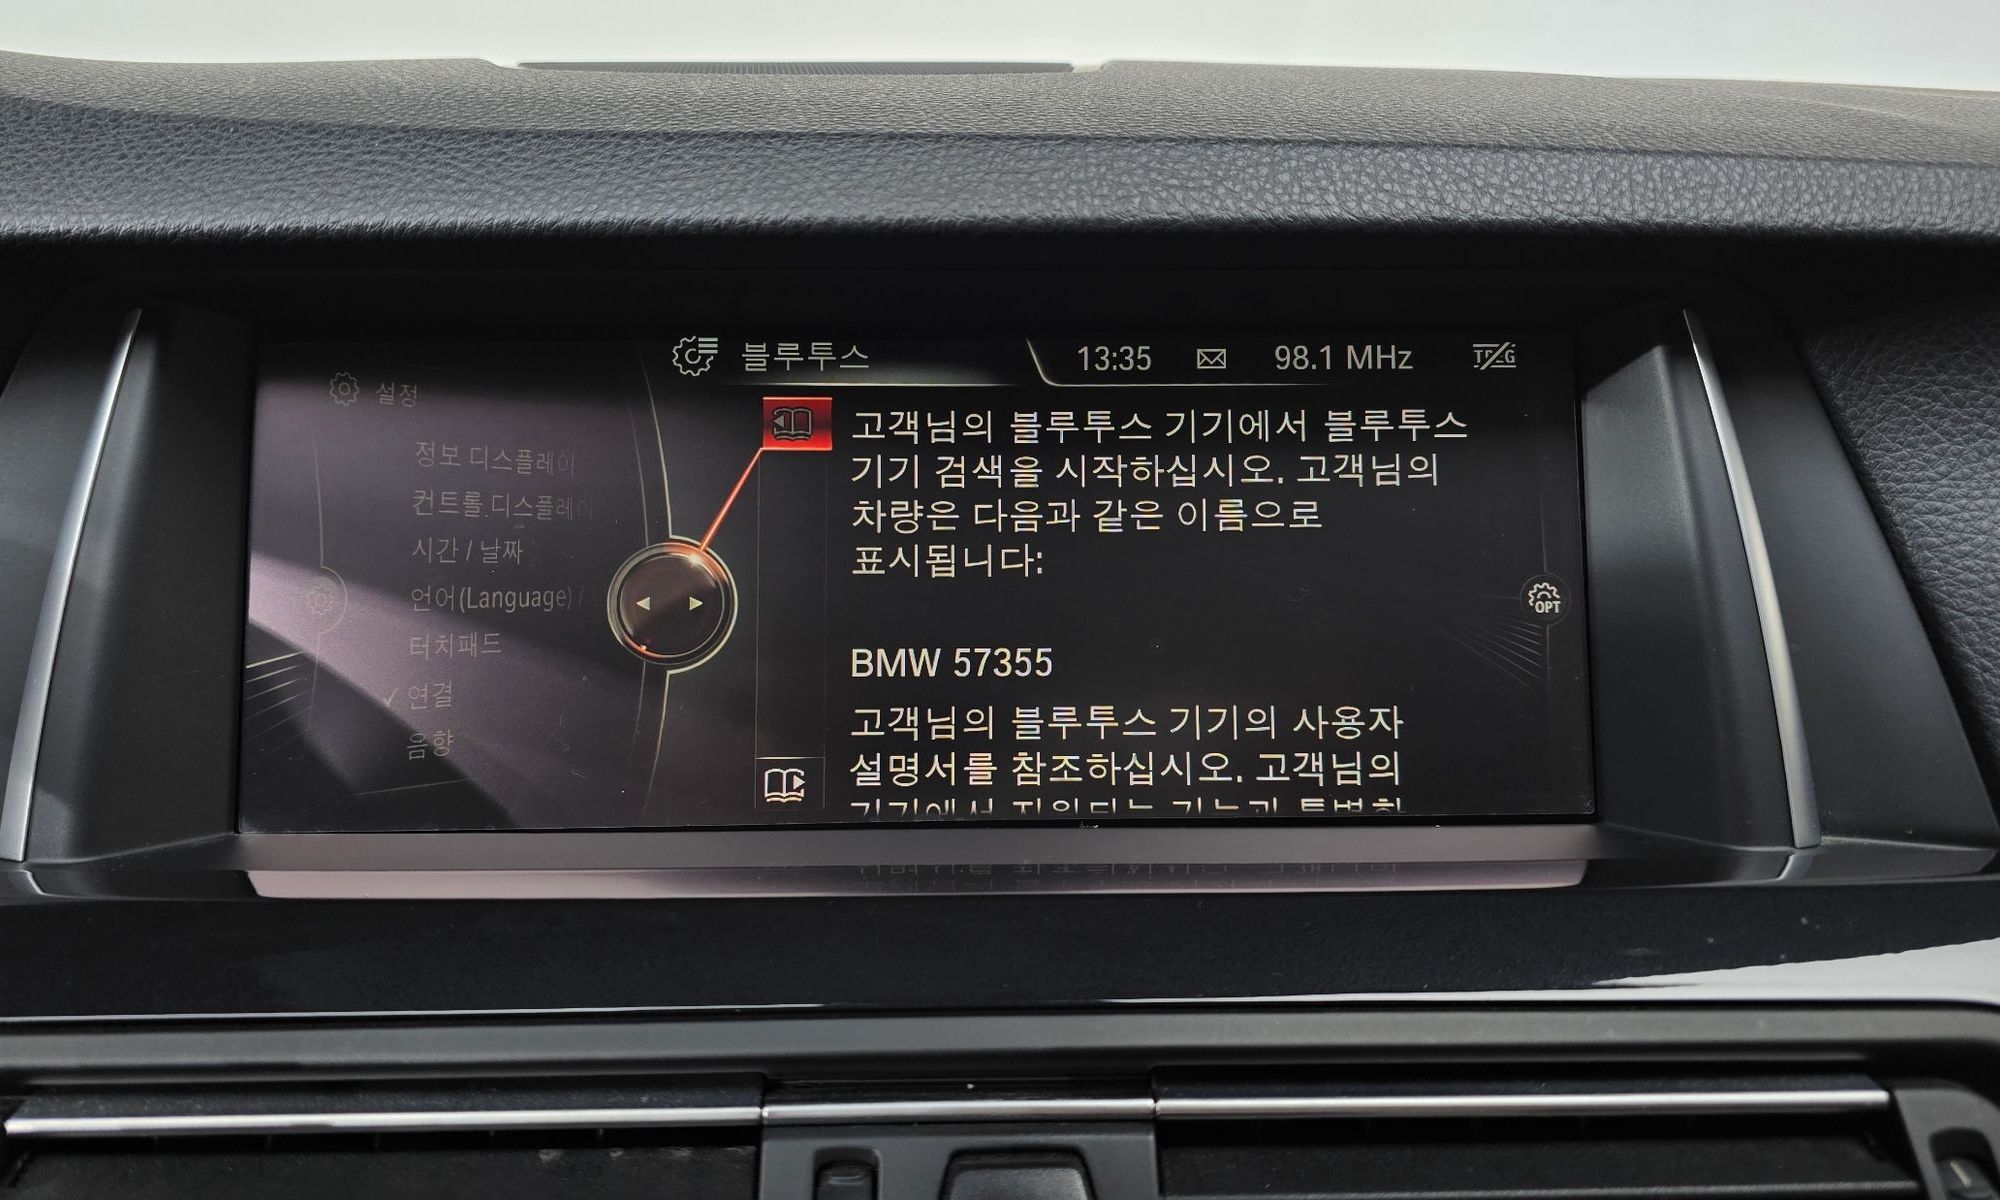 블루투스
13:35
98.1 MHz
설정
정보 디스플레이
컨트롤 디스플레이
시간 / 날짜
언어(Language) /
터치패드
✓ 연결
음향
고객님의 블루투스 기기에서 블루투스
기기 검색을 시작하십시오. 고객님의
차량은 다음과 같은 이름으로
표시됩니다:
BMW 57355
고객님의 블루투스 기기의 사용자
설명서를 참조하십시오. 고객님의
OPT